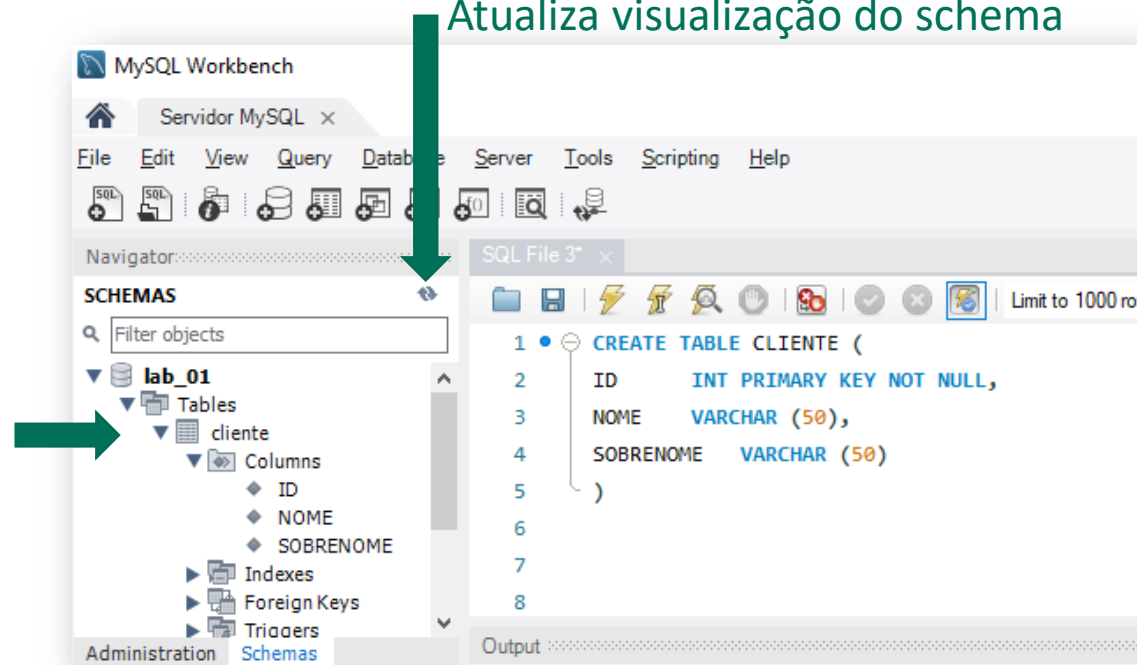 Atualiza visualização do schema
MySQL Workbench
Servidor MySQL ×
File Edit View Query Database Server Tools Scripting Help
SQL SQL
Navigator
SCHEMAS
Filter objects
lab_01
Tables
cliente
Columns
ID
NOME
SOBRENOME
Indexes
Foreign Keys
Triggers
Administration Schemas
SQL File 3* ×
Limit to 1000 ro
1 CREATE TABLE CLIENTE (
2 ID INT PRIMARY KEY NOT NULL,
3 NOME VARCHAR (50),
4 SOBRENOME VARCHAR (50)
5 )
6
7
8
Output